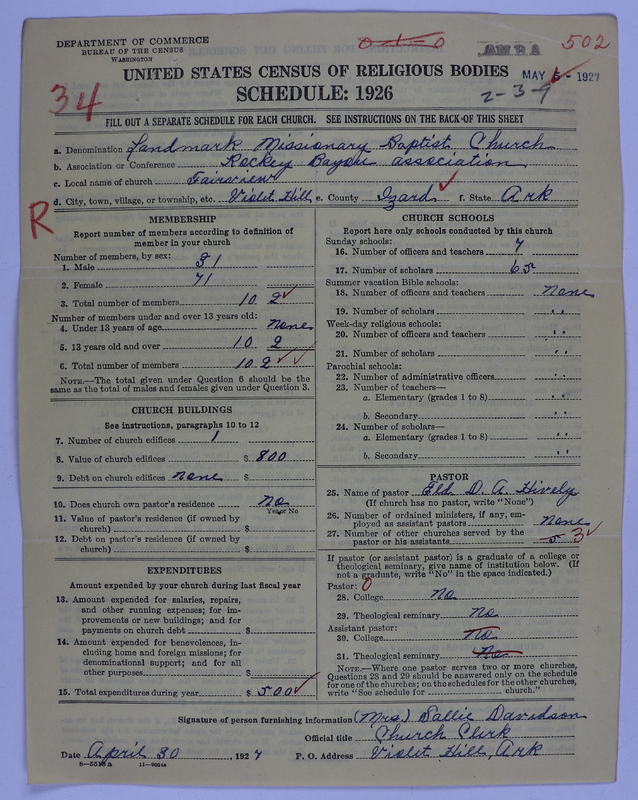 DEPARTMENT OF COMMERCE
BUREAU OF THE CENSUS
WASHINGTON
0-1-0
502
UNITED STATES CENSUS OF RELIGIOUS BODIES
MAY 5 - 1927
SCHEDULE: 1926
2-3-9
34
FILL OUT A SEPARATE SCHEDULE FOR EACH CHURCH. SEE INSTRUCTIONS ON THE BACK OF THIS SHEET
a. Denomination Landmark Missionary Baptist Church
b. Association or Conference Rockey Bayou association
c. Local name of church Fairview
d. City, town, village, or township, etc. Violet Hill e. County Izard f. State Ark
R
MEMBERSHIP
Report number of members according to definition of member in your church
Number of members, by sex:
1. Male 31
2. Female 71
3. Total number of members 10 2
Number of members under and over 13 years old:
4. Under 13 years of age none
5. 13 years old and over 10 2
6. Total number of members 10 2
NOTE.—The total given under Question 6 should be the same as the total of males and females given under Question 3.
CHURCH BUILDINGS
See instructions, paragraphs 10 to 12
7. Number of church edifices 1
8. Value of church edifices $ 800
9. Debt on church edifices none $
10. Does church own pastor's residence no
Yes or No
11. Value of pastor's residence (if owned by church) $
12. Debt on pastor's residence (if owned by church) $
EXPENDITURES
Amount expended by your church during last fiscal year
13. Amount expended for salaries, repairs, and other running expenses; for improvements or new buildings; and for payments on church debt $
14. Amount expended for benevolences, including home and foreign missions; for denominational support; and for all other purposes $
15. Total expenditures during year $ 500
CHURCH SCHOOLS
Report here only schools conducted by this church
Sunday schools:
16. Number of officers and teachers 7
17. Number of scholars 65
Summer vacation Bible schools:
18. Number of officers and teachers none
19. Number of scholars ''
Week-day religious schools:
20. Number of officers and teachers ''
21. Number of scholars ''
Parochial schools:
22. Number of administrative officers ''
23. Number of teachers—
a. Elementary (grades 1 to 8) ''
b. Secondary ''
24. Number of scholars—
a. Elementary (grades 1 to 8) ''
b. Secondary ''
PASTOR
25. Name of pastor Eld D. A. Hively
(If church has no pastor, write "None")
26. Number of ordained ministers, if any, employed as assistant pastors none
27. Number of other churches served by the pastor or his assistants 5 3
If pastor (or assistant pastor) is a graduate of a college or theological seminary, give name of institution below. (If not a graduate, write "No" in the space indicated.)
Pastor: 0
28. College no
29. Theological seminary no
Assistant pastor:
30. College no
31. Theological seminary no
NOTE.—Where one pastor serves two or more churches, Questions 28 and 29 should be answered only on the schedule for one of the churches; on the schedules for the other churches, write "See schedule for church."
Signature of person furnishing information (Mrs.) Sallie Davidson
Official title Church Clerk
Date April 30 1927 P. O. Address Violet Hill, Ark
8-5518a 11-9054a